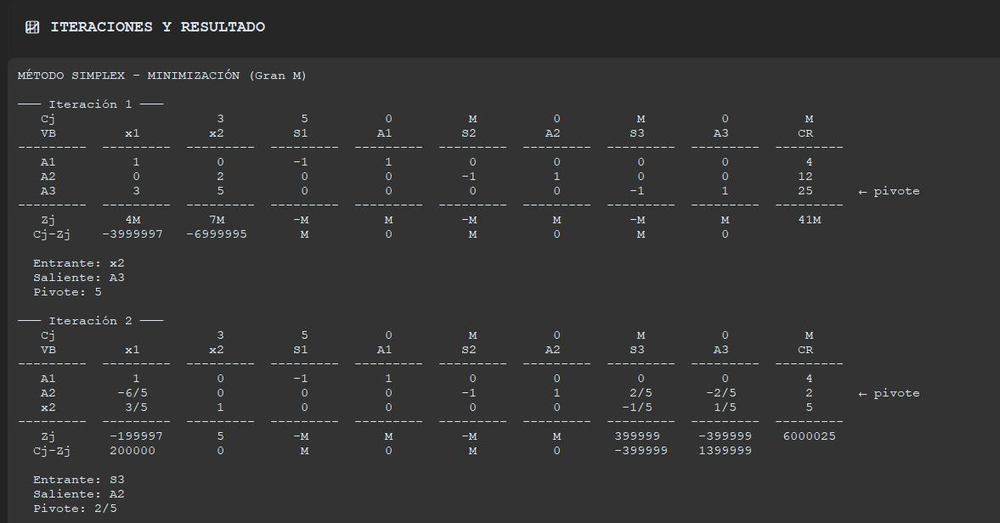 ITERACIONES Y RESULTADO
MÉTODO SIMPLEX - MINIMIZACIÓN (Gran M)
─── Iteración 1 ───
Cj 3 5 0 M 0 M 0 M
VB x1 x2 S1 A1 S2 A2 S3 A3 CR
--------- --------- --------- --------- --------- --------- --------- --------- --------- ---------
A1 1 0 -1 1 0 0 0 0 4
A2 0 2 0 0 -1 1 0 0 12
A3 3 5 0 0 0 0 -1 1 25 ← pivote
--------- --------- --------- --------- --------- --------- --------- --------- --------- ---------
Zj 4M 7M -M M -M M -M M 41M
Cj-Zj -3999997 -6999995 M 0 M 0 M 0
Entrante: x2
Saliente: A3
Pivote: 5
─── Iteración 2 ───
Cj 3 5 0 M 0 M 0 M
VB x1 x2 S1 A1 S2 A2 S3 A3 CR
--------- --------- --------- --------- --------- --------- --------- --------- --------- ---------
A1 1 0 -1 1 0 0 0 0 4
A2 -6/5 0 0 0 -1 1 2/5 -2/5 2 ← pivote
x2 3/5 1 0 0 0 0 -1/5 1/5 5
--------- --------- --------- --------- --------- --------- --------- --------- --------- ---------
Zj -199997 5 -M M -M M 399999 -399999 6000025
Cj-Zj 200000 0 M 0 M 0 -399999 1399999
Entrante: S3
Saliente: A2
Pivote: 2/5